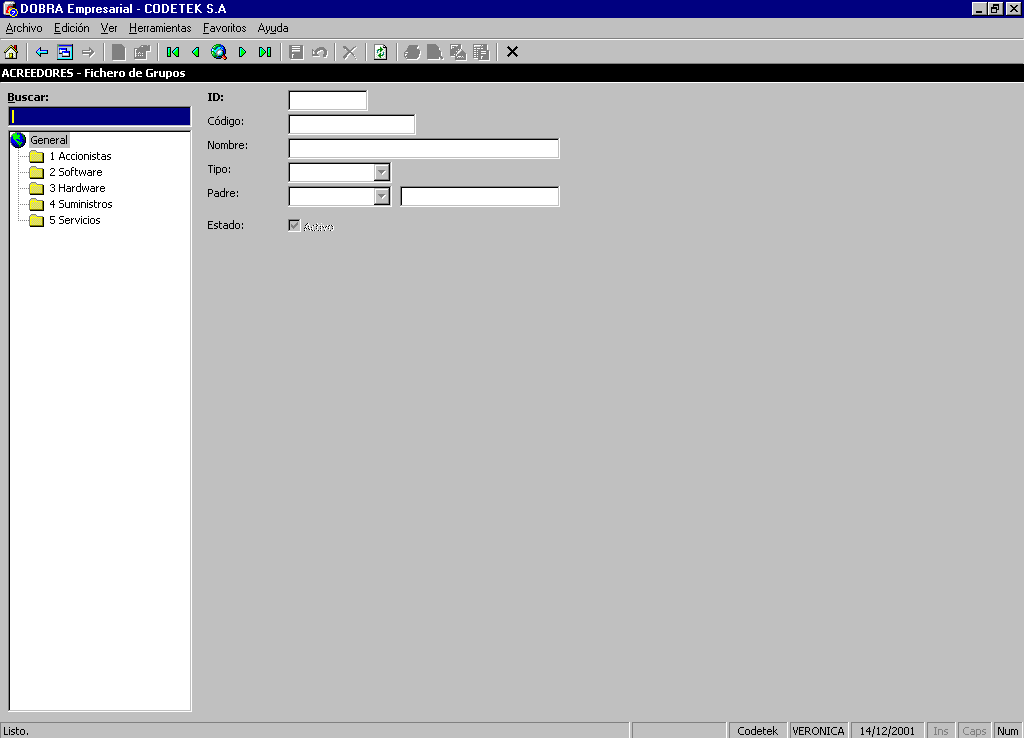 DOBRA Empresarial - CODETEK S.A
Archivo Edición Ver Herramientas Favoritos Ayuda
ACREEDORES - Fichero de Grupos
Buscar:
General
1 Accionistas
2 Software
3 Hardware
4 Suministros
5 Servicios
ID:
Código:
Nombre:
Tipo:
Padre:
Estado: Activo
Listo. Codetek VERONICA 14/12/2001 Ins Caps Num